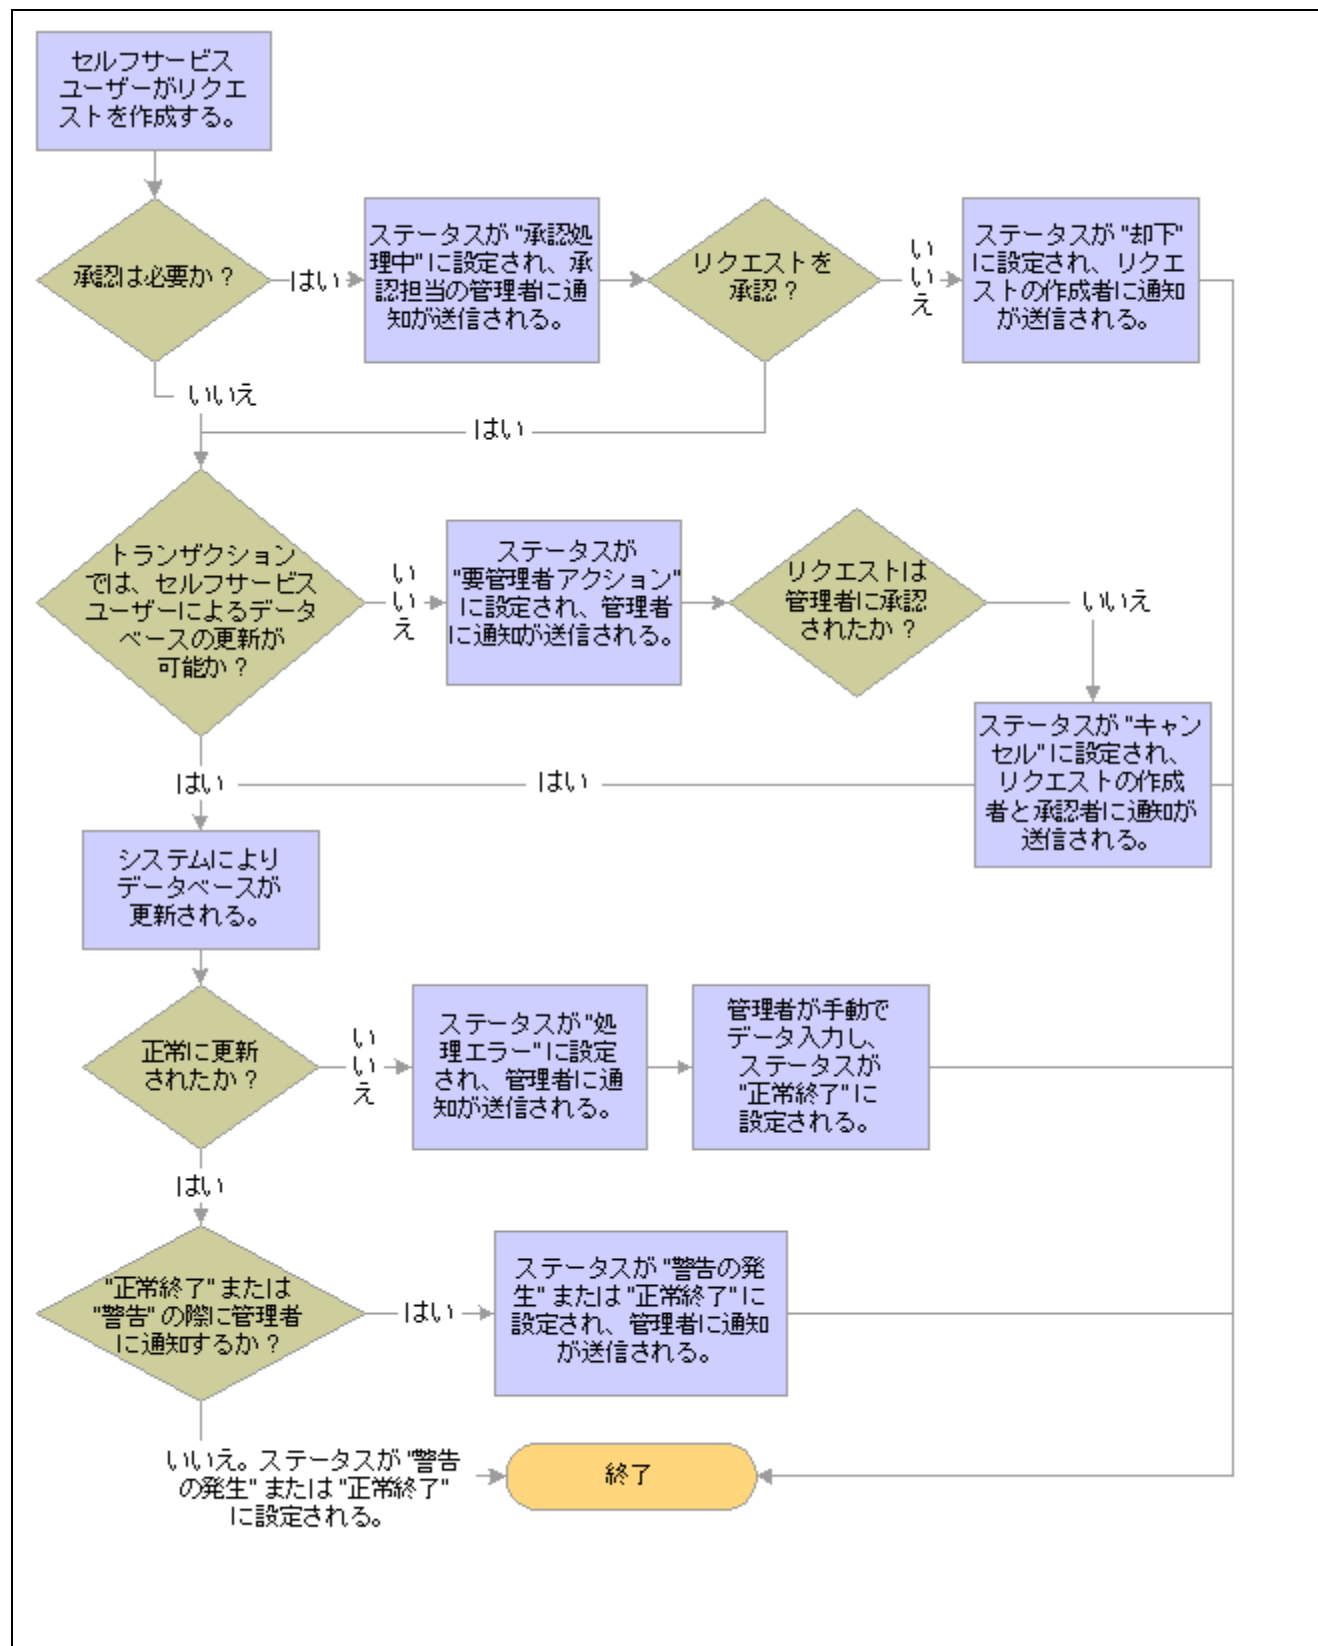 セルフサービス
ユーザーがリクエ
ストを作成する。
承認は必要か？
はい
ステータスが "承認処
理中" に設定され、承
認担当の管理者に通
知が送信される。
リクエストを
承認？
いいえ
ステータスが "却下"
に設定され、リクエ
ストの作成者に通知
が送信される。
いいえ
はい
トランザクション
では、セルフサービス
ユーザーによるデータ
ベースの更新が
可能か？
いいえ
ステータスが
"要管理者アクション"
に設定され、管理者
に通知が送信される。
リクエストは
管理者に承認
されたか？
いいえ
ステータスが "キャン
セル" に設定され、
リクエストの作成
者と承認者に通知が
送信される。
はい
はい
システムにより
データベースが
更新される。
正常に更新
されたか？
いいえ
ステータスが "処
理エラー" に設定
され、管理者に通
知が送信される。
管理者が手動で
データ入力し、
ステータスが
"正常終了" に
設定される。
はい
"正常終了" または
"警告" の際に管理者
に通知するか？
はい
ステータスが "警告の発
生" または "正常終了" に
設定され、管理者に通知
が送信される。
いいえ。ステータスが "警告
の発生" または "正常終了"
に設定される。
終了